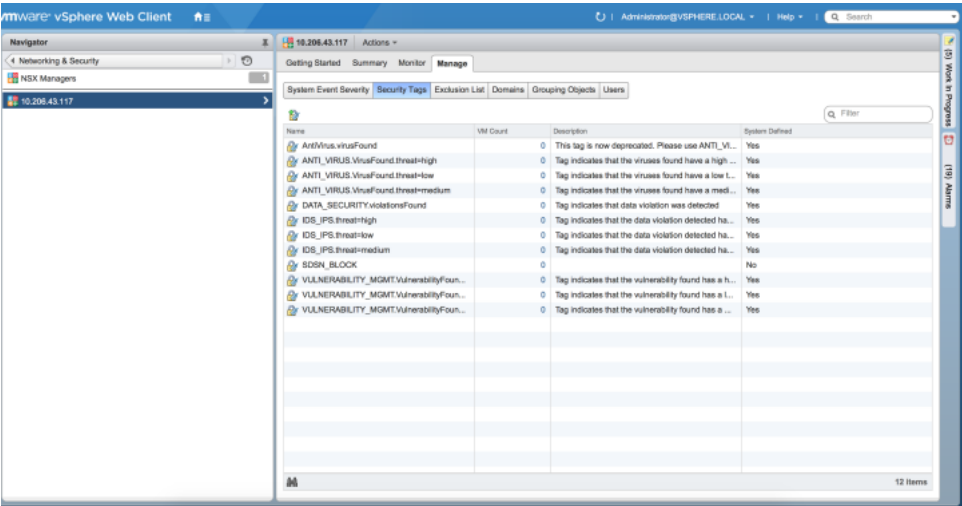 vmware® vSphere Web Client
Administrator@VSPHERE.LOCAL | Help | Search
Navigator
Networking & Security
NSX Managers 1
10.206.43.117
10.206.43.117 Actions
Getting Started Summary Monitor Manage
System Event Severity Security Tags Exclusion List Domains Grouping Objects Users
Filter
Name VM Count Description System Defined
AntiVirus.virusFound 0 This tag is now deprecated. Please use ANTI_VI... Yes
ANTI_VIRUS.VirusFound.threat=high 0 Tag indicates that the viruses found have a high ... Yes
ANTI_VIRUS.VirusFound.threat=low 0 Tag indicates that the viruses found have a low t... Yes
ANTI_VIRUS.VirusFound.threat=medium 0 Tag indicates that the viruses found have a medi... Yes
DATA_SECURITY.violationsFound 0 Tag indicates that data violation was detected Yes
IDS_IPS.threat=high 0 Tag indicates that the data violation detected ha... Yes
IDS_IPS.threat=low 0 Tag indicates that the data violation detected ha... Yes
IDS_IPS.threat=medium 0 Tag indicates that the data violation detected ha... Yes
SDSN_BLOCK 0 No
VULNERABILITY_MGMT.VulnerabilityFoun... 0 Tag indicates that the vulnerability found has a h... Yes
VULNERABILITY_MGMT.VulnerabilityFoun... 0 Tag indicates that the vulnerability found has a l... Yes
VULNERABILITY_MGMT.VulnerabilityFoun... 0 Tag indicates that the vulnerability found has a ... Yes
12 items
(5) Work In Progress
(19) Alarms